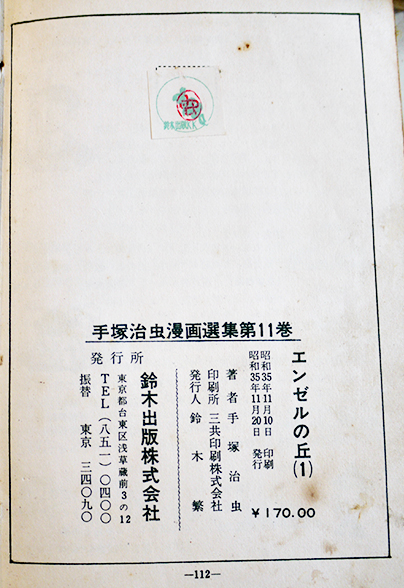 手塚治虫漫画選集第11巻
エンゼルの丘(1)
昭和35年11月10日 印刷
昭和35年11月20日 発行
¥170.00
著者 手塚治虫
印刷所 三共印刷株式会社
発行人 鈴木繁
発行所
鈴木出版株式会社
東京都台東区浅草蔵前3の12
TEL(八五一)〇四〇〇
振替 東京 三四〇九〇
—112—